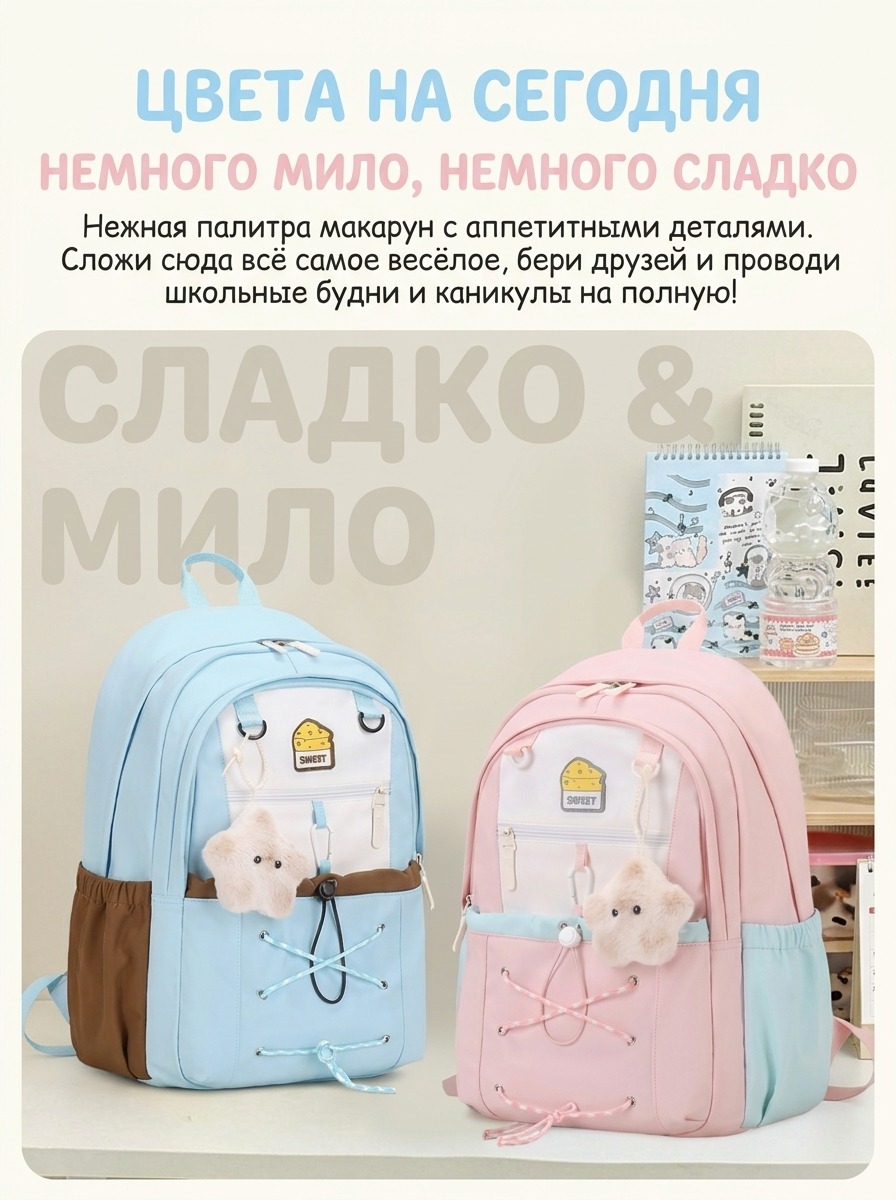 ЦВЕТА НА СЕГОДНЯ
НЕМНОГО МИЛО, НЕМНОГО СЛАДКО
Нежная палитра макарун с аппетитными деталями.
Сложи сюда всё самое весёлое, бери друзей и проводи
школьные будни и каникулы на полную!
СЛАДКО &
МИЛО
SWEET
SWEET